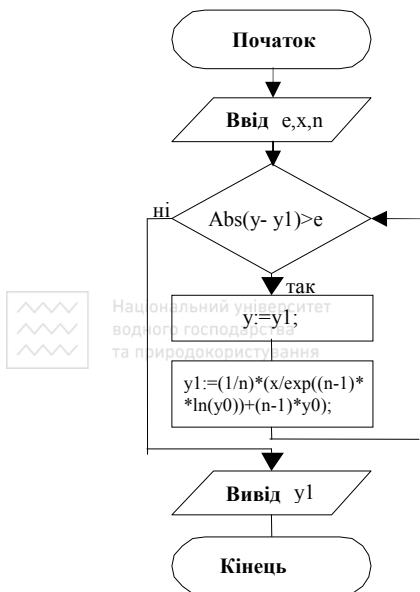 Початок
Ввід e,x,n
ні
Abs(y- y1)>e
так
Національний університет
водного господарства
та природокористування
y:=y1;
y1:=(1/n)*(x/exp((n-1)*
*ln(y0))+(n-1)*y0);
Вивід y1
Кінець